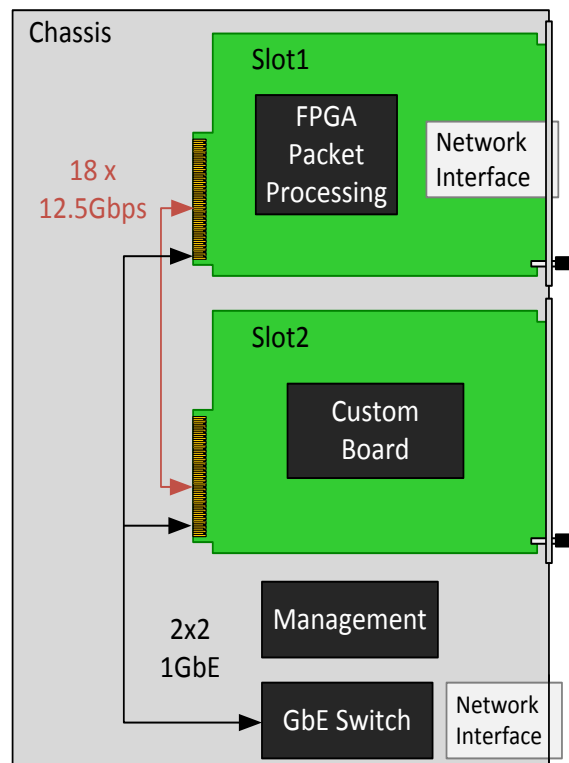 Chassis
Slot1
FPGA
Packet
Processing
Network
Interface
18 x
12.5Gbps
Slot2
Custom
Board
Management
2x2
1GbE
GbE Switch
Network
Interface